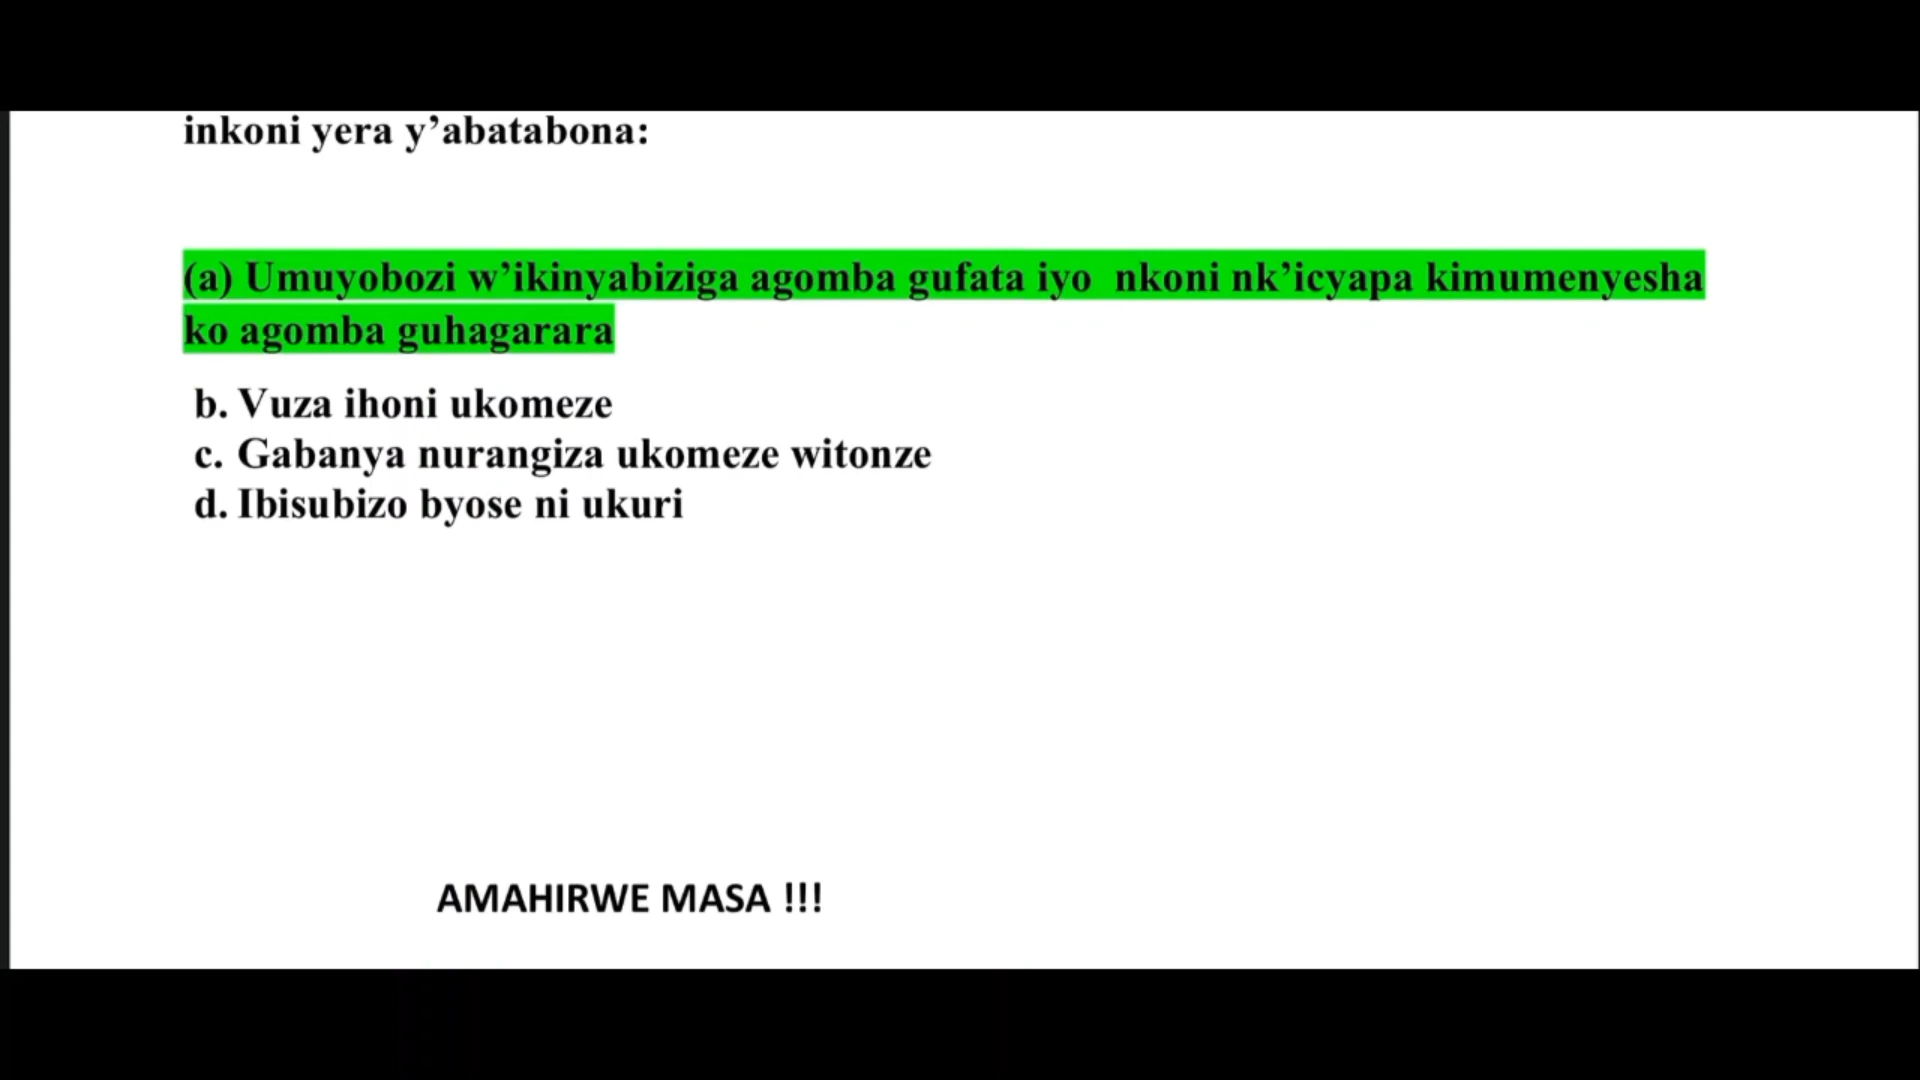 inkoni yera y’abatabona:
(a) Umuyobozi w’ikinyabiziga agomba gufata iyo nkoni nk’icyapa kimumenyesha
ko agomba guhagarara
b. Vuza ihoni ukomeze
c. Gabanya nurangiza ukomeze witonze
d. Ibisubizo byose ni ukuri
AMAHIRWE MASA !!!